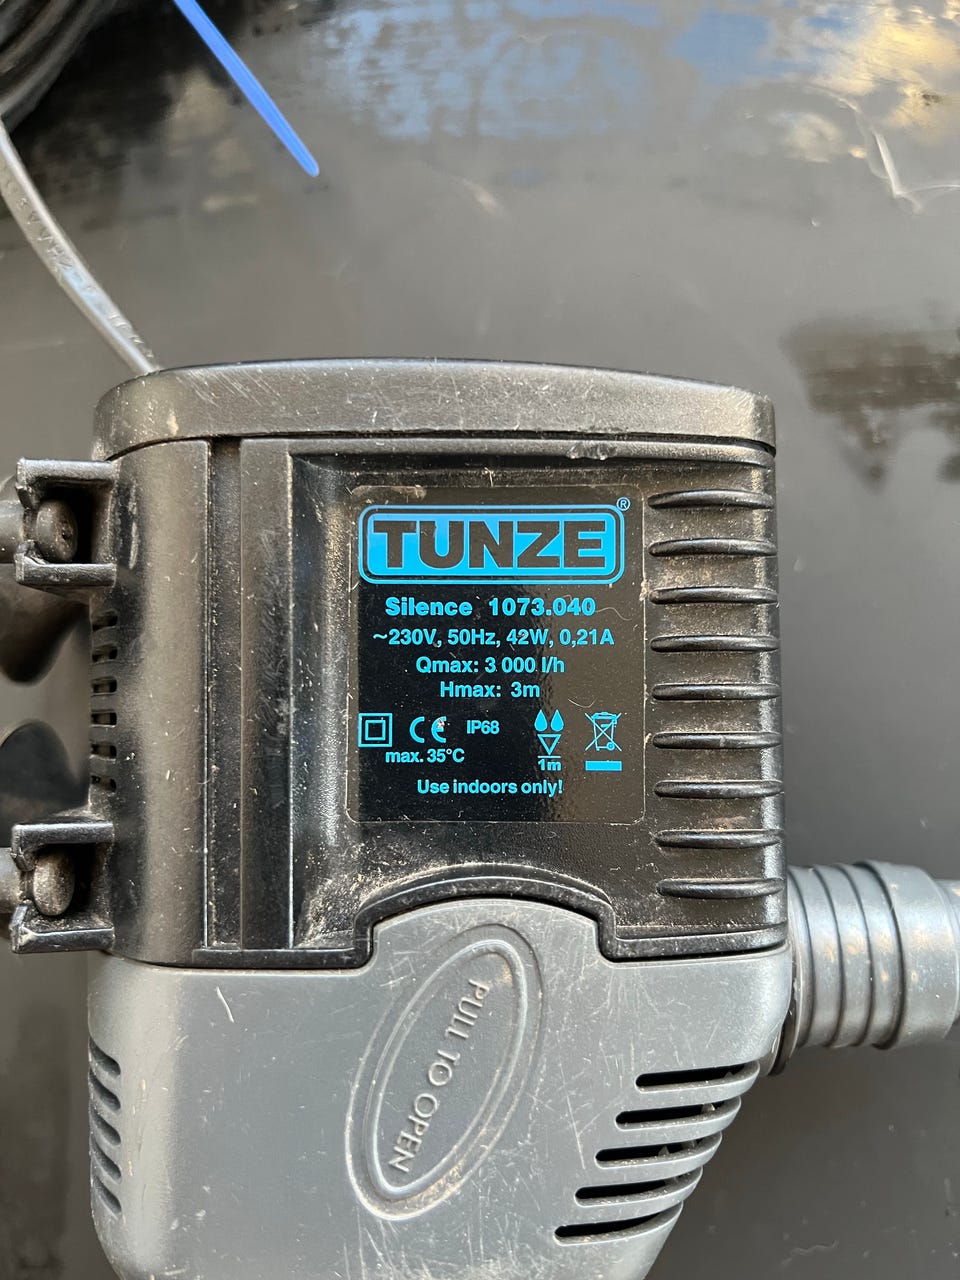 TUNZE®
Silence 1073.040
~230V, 50Hz, 42W, 0,21A
Qmax: 3 000 l/h
Hmax: 3m
CE IP68
max. 35°C
1m
Use indoors only!
PULL TO OPEN